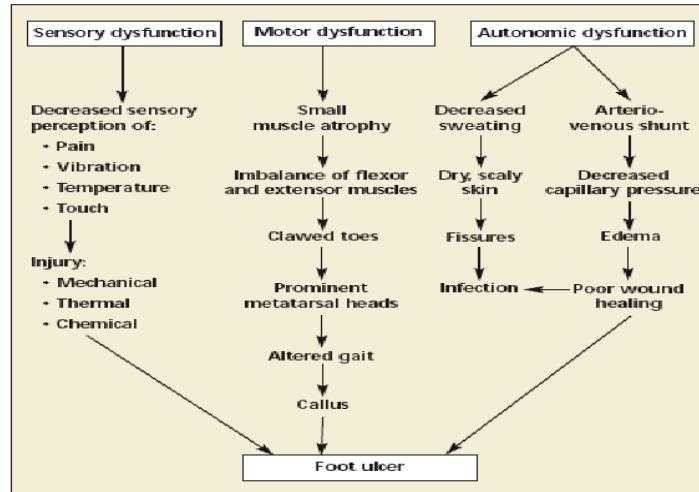 Sensory dysfunction
Decreased sensory
perception of:
• Pain
• Vibration
• Temperature
• Touch
Injury:
• Mechanical
• Thermal
• Chemical
Motor dysfunction
Small
muscle atrophy
Imbalance of flexor
and extensor muscles
Clawed toes
Prominent
metatarsal heads
Altered gait
Callus
Autonomic dysfunction
Decreased
sweating
Dry, scaly
skin
Fissures
Infection
Arterio-
venous shunt
Decreased
capillary pressure
Edema
Poor wound
healing
Foot ulcer